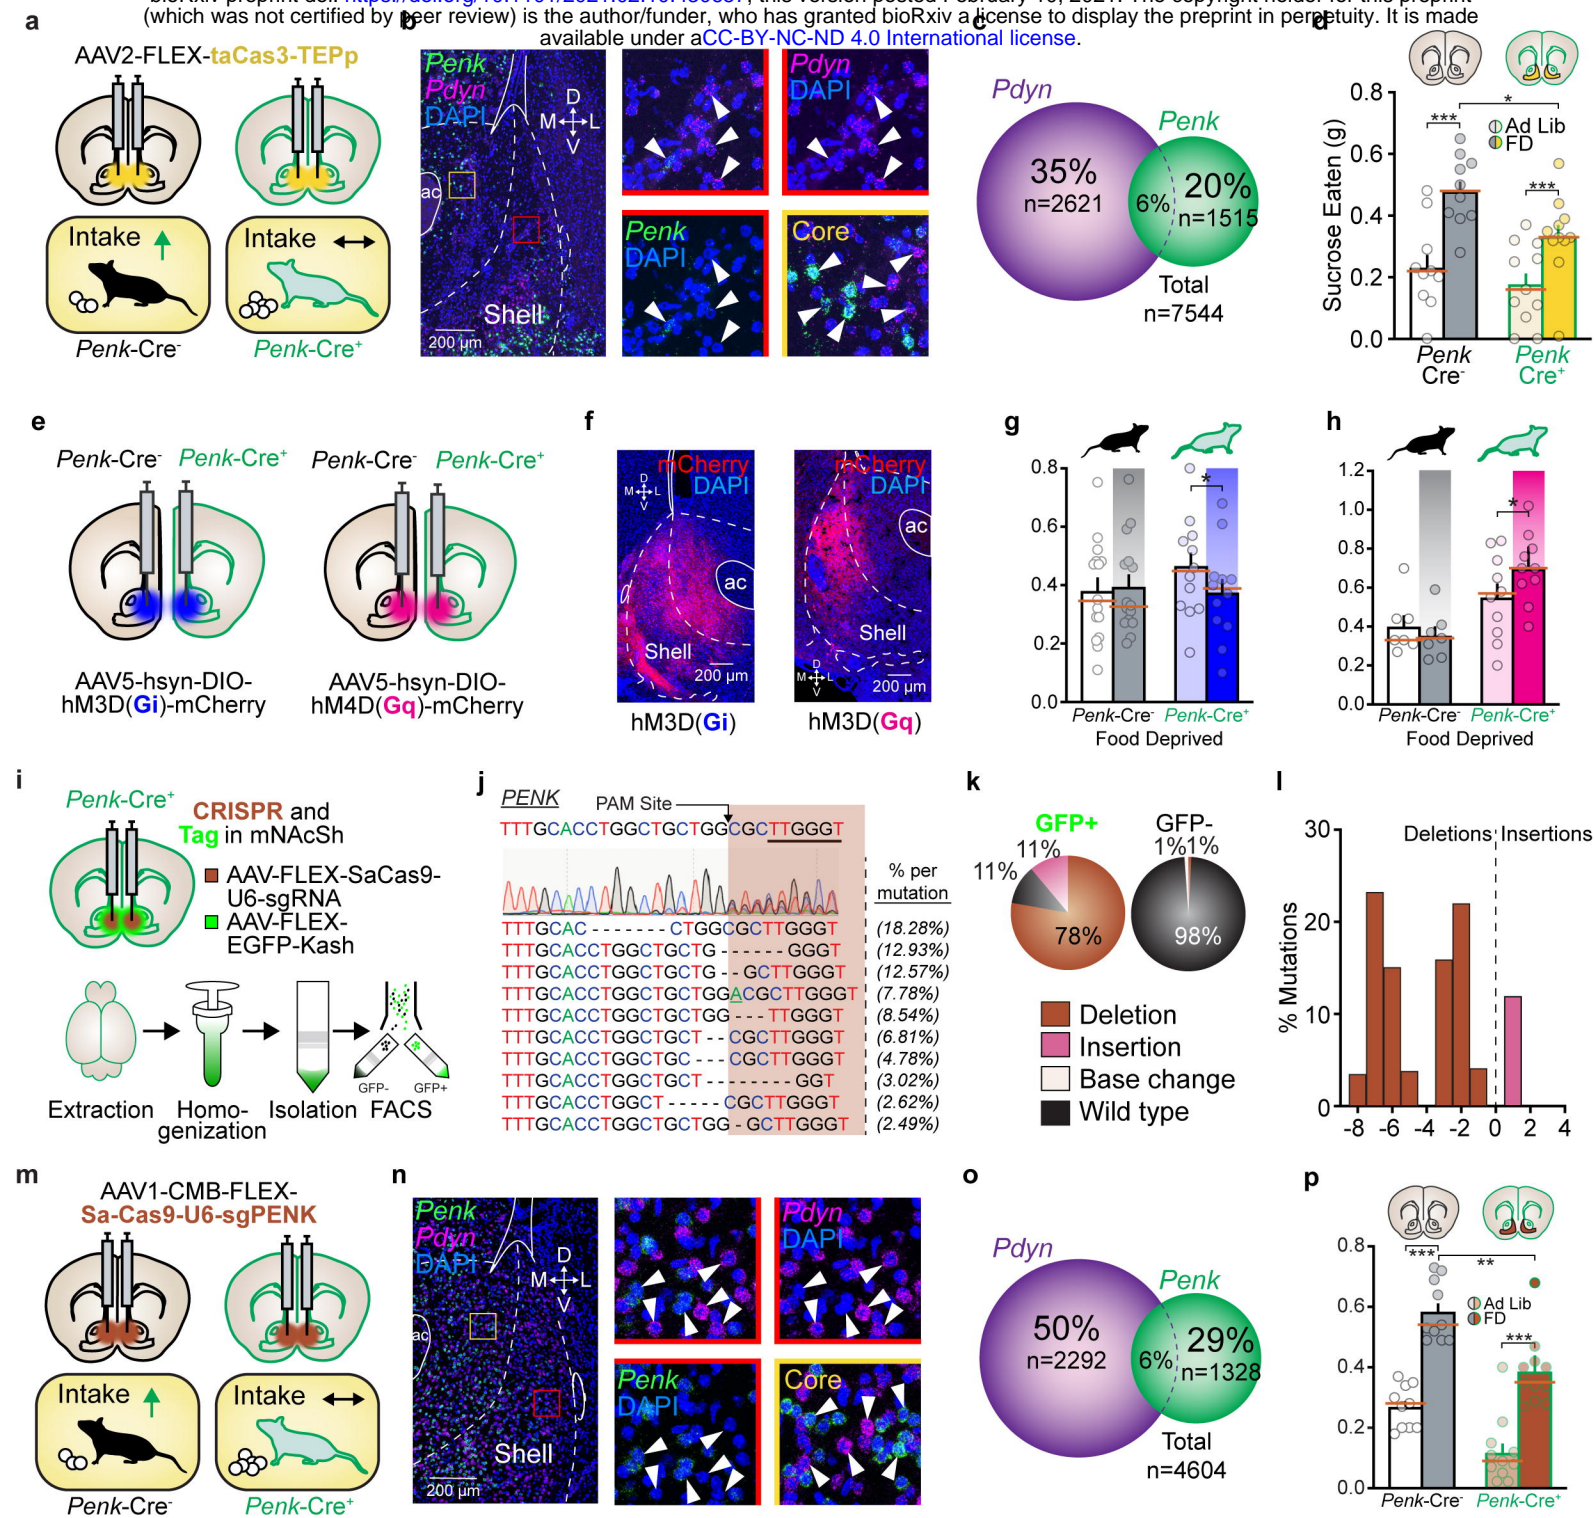 (which was not certified by peer review) is the author/funder, who has granted bioRxiv a license to display the preprint in perpetuity. It is made
available under aCC-BY-NC-ND 4.0 International license.
a
AAV2-FLEX-taCas3-TEPp
Intake
Intake
Penk-Cre-
Penk-Cre+
b
Penk
Pdyn
DAPI
D
M L
V
ac
Shell
200 µm
Pdyn
DAPI
Penk
DAPI
Core
c
Pdyn
Penk
35%
n=2621
6%
20%
n=1515
Total
n=7544
d
Sucrose Eaten (g)
0.8
0.6
0.4
0.2
0.0
***
*
***
Ad Lib
FD
Penk
Cre-
Penk
Cre+
e
Penk-Cre- Penk-Cre+
Penk-Cre- Penk-Cre+
AAV5-hsyn-DIO-
hM3D(Gi)-mCherry
AAV5-hsyn-DIO-
hM4D(Gq)-mCherry
f
mCherry
DAPI
D
M L
V
ac
Shell
200 µm
hM3D(Gi)
mCherry
DAPI
ac
Shell
D
M L
V
200 µm
hM3D(Gq)
g
0.8
0.6
0.4
0.2
0.0
*
Penk-Cre- Penk-Cre+
Food Deprived
h
1.2
1.0
0.8
0.6
0.4
0.2
0.0
*
Penk-Cre- Penk-Cre+
Food Deprived
i
Penk-Cre+
CRISPR and
Tag in mNAcSh
AAV-FLEX-SaCas9-
U6-sgRNA
AAV-FLEX-
EGFP-Kash
GFP- GFP+
Extraction
Homo-
genization
Isolation
FACS
j
PENK
PAM Site
TTTGCACCTGGCTGCTGGCGCTTGGGT
% per
mutation
TTTGCAC-------CTGGCGCTTGGGT (18.28%)
TTTGCACCTGGCTGCTG------GGGT (12.93%)
TTTGCACCTGGCTGCTG--GCTTGGGT (12.57%)
TTTGCACCTGGCTGCTGGACGCTTGGGT (7.78%)
TTTGCACCTGGCTGCTGG---TTGGGT (8.54%)
TTTGCACCTGGCTGCT--CGCTTGGGT (6.81%)
TTTGCACCTGGCTGC---CGCTTGGGT (4.78%)
TTTGCACCTGGCTGCT--------GGT (3.02%)
TTTGCACCTGGCT-----CGCTTGGGT (2.62%)
TTTGCACCTGGCTGCTGG-GCTTGGGT (2.49%)
k
GFP+
11%
11%
78%
GFP-
1% 1%
98%
Deletion
Insertion
Base change
Wild type
l
Deletions Insertions
% Mutations
30
20
10
0
-8 -6 -4 -2 0 2 4
m
AAV1-CMB-FLEX-
Sa-Cas9-U6-sgPENK
Intake
Intake
Penk-Cre-
Penk-Cre+
n
Penk
Pdyn
DAPI
D
M L
V
ac
Shell
200 µm
Pdyn
DAPI
Penk
DAPI
Core
o
Pdyn
Penk
50%
n=2292
6%
29%
n=1328
Total
n=4604
p
0.8
0.6
0.4
0.2
0.0
***
**
***
Ad Lib
FD
Penk-Cre- Penk-Cre+